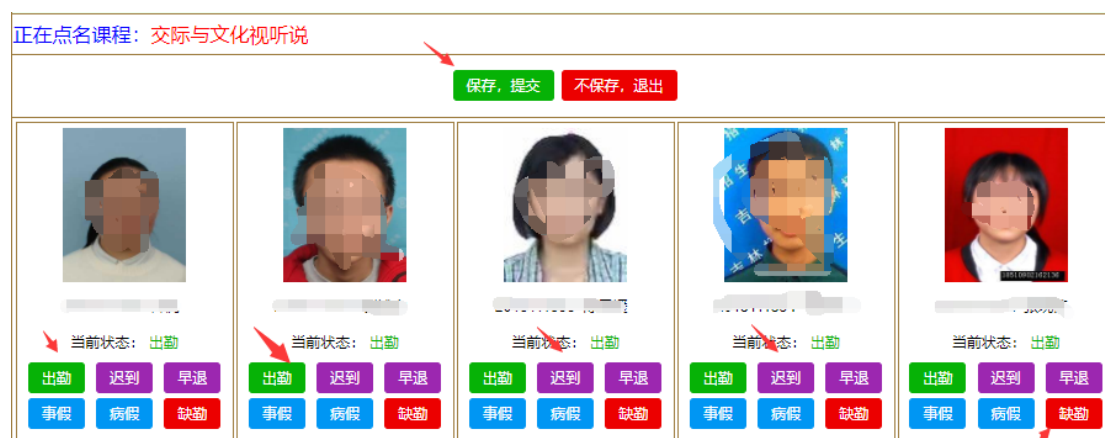 正在点名课程：交际与文化视听说
保存，提交 不保存，退出
当前状态： 出勤 当前状态： 出勤 当前状态： 出勤 当前状态： 出勤 当前状态： 出勤
出勤 迟到 早退 出勤 迟到 早退 出勤 迟到 早退 出勤 迟到 早退 出勤 迟到 早退
事假 病假 缺勤 事假 病假 缺勤 事假 病假 缺勤 事假 病假 缺勤 事假 病假 缺勤